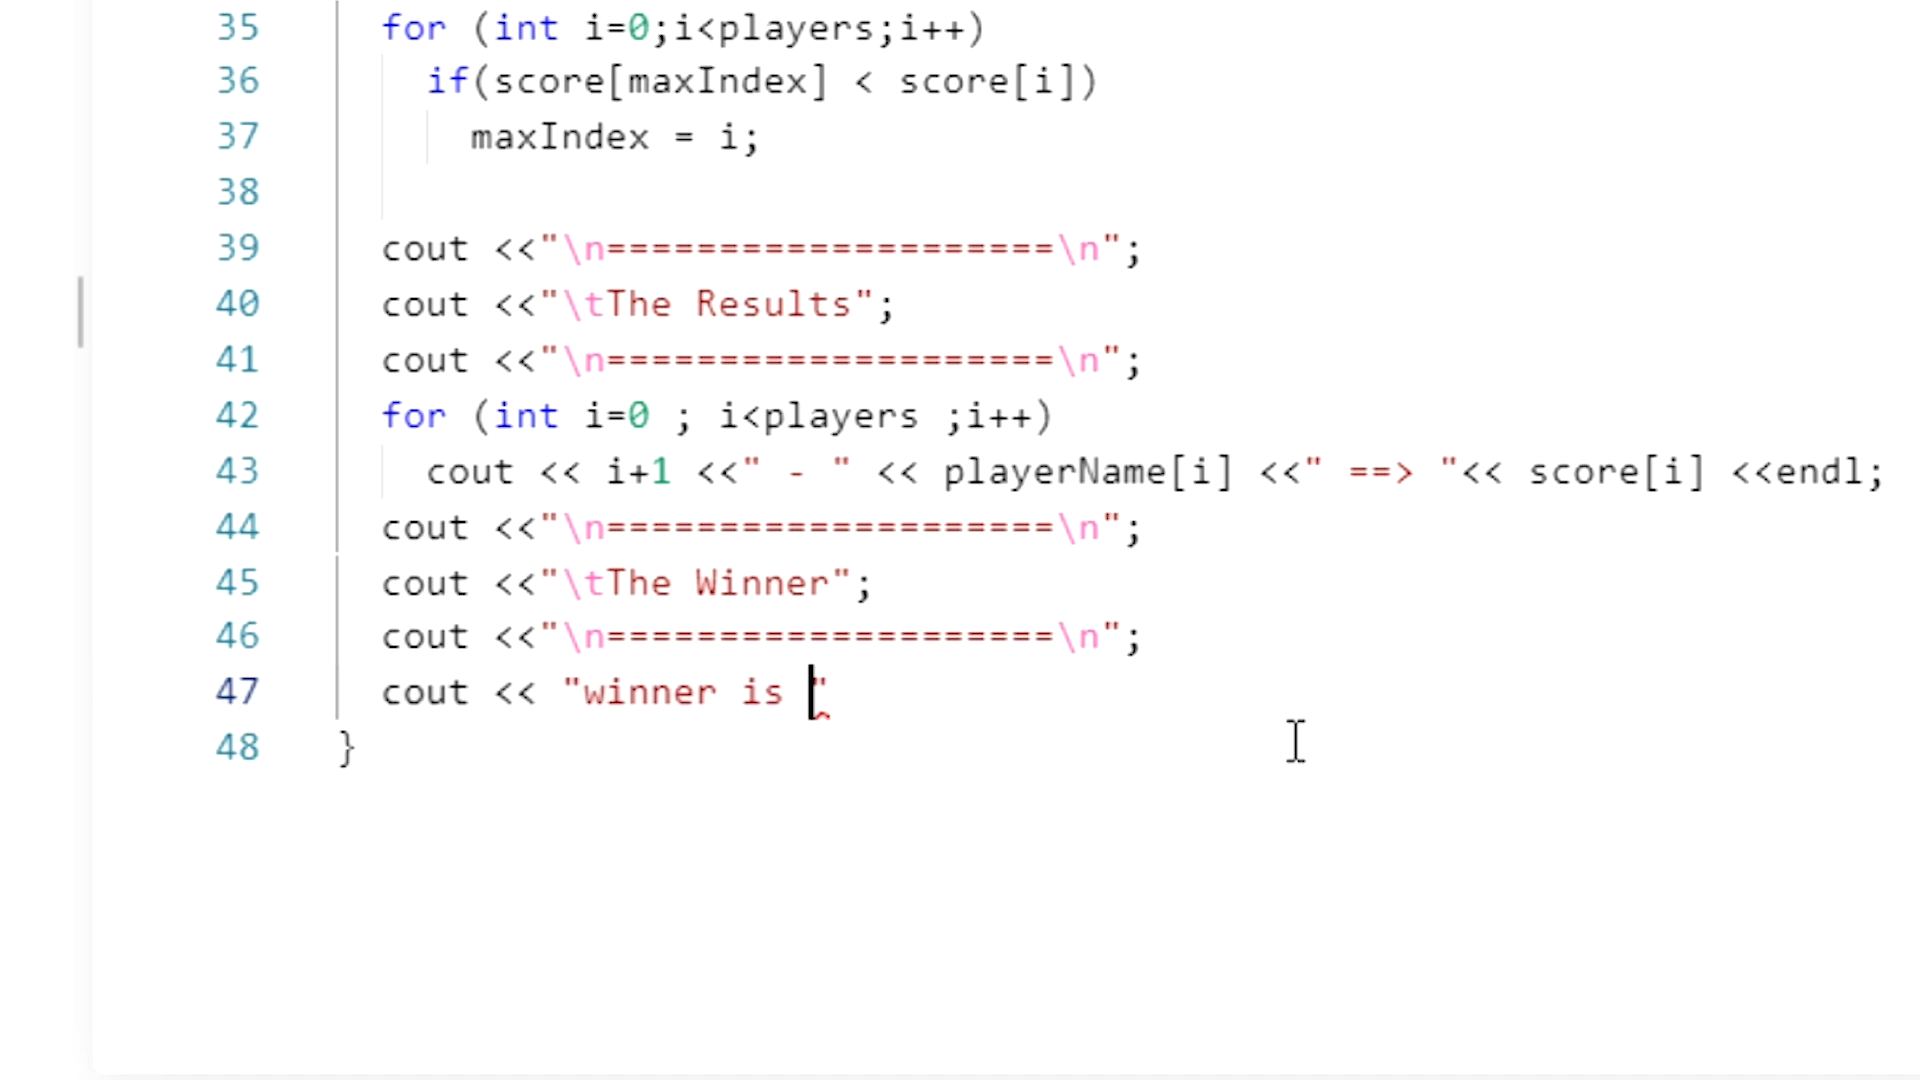 35 for (int i=0;i<players;i++)
36 if(score[maxIndex] < score[i])
37 maxIndex = i;
38
39 cout <<"\n====================\n";
40 cout <<"\tThe Results";
41 cout <<"\n====================\n";
42 for (int i=0 ; i<players ;i++)
43 cout << i+1 <<" - " << playerName[i] <<" ==> "<< score[i] <<endl;
44 cout <<"\n====================\n";
45 cout <<"\tThe Winner";
46 cout <<"\n====================\n";
47 cout << "winner is "
48 }